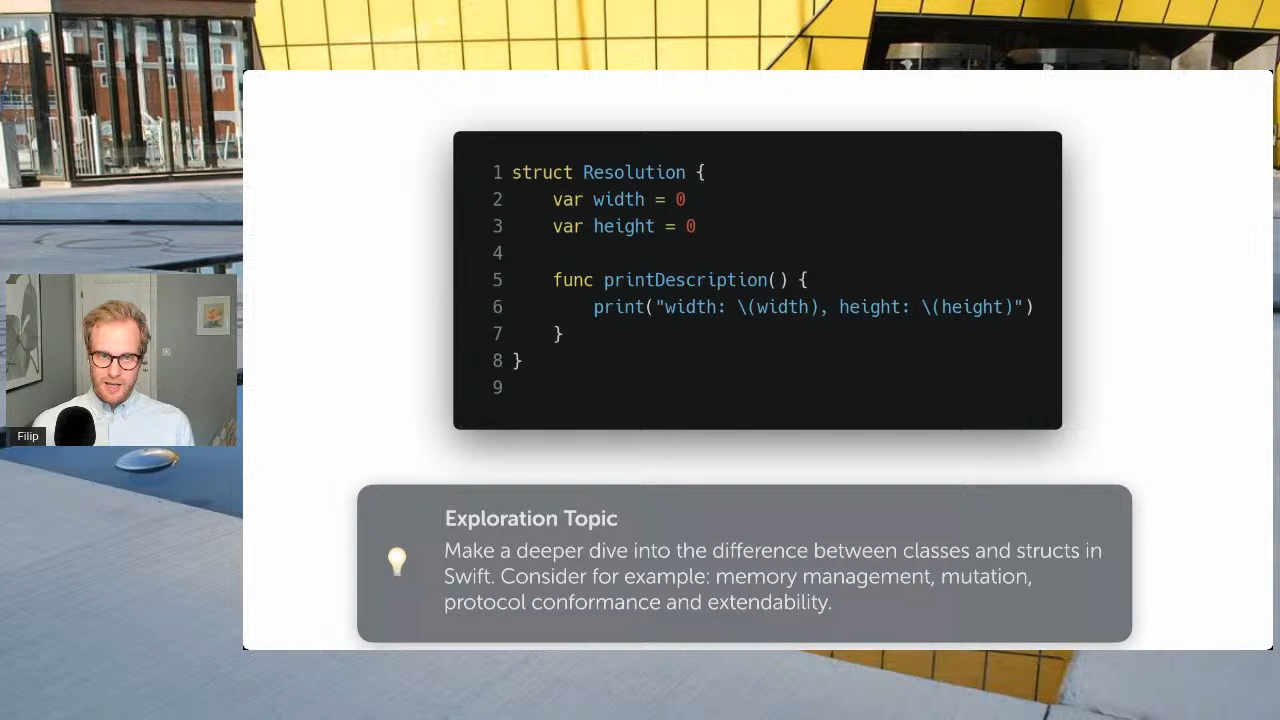 1 struct Resolution {
2     var width = 0
3     var height = 0
4
5     func printDescription() {
6         print("width: \(width), height: \(height)")
7     }
8 }
9
Filip
Exploration Topic
Make a deeper dive into the difference between classes and structs in
Swift. Consider for example: memory management, mutation,
protocol conformance and extendability.